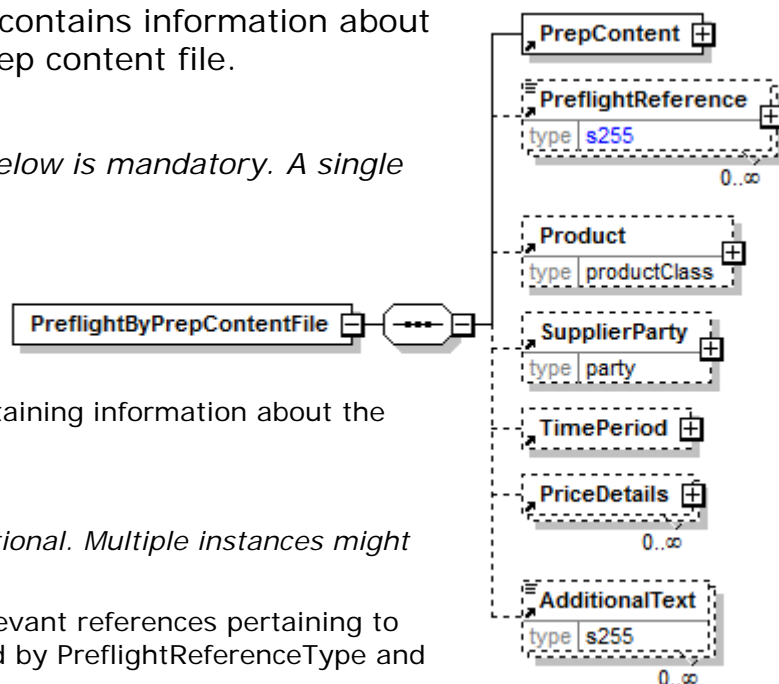 contains information about
ep content file.
elow is mandatory. A single
taining information about the
tional. Multiple instances might
evant references pertaining to
d by PreflightReferenceType and
PreflightByPrepContentFile
PrepContent
PreflightReference
type s255
0..∞
Product
type productClass
SupplierParty
type party
TimePeriod
PriceDetails
0..∞
AdditionalText
type s255
0..∞